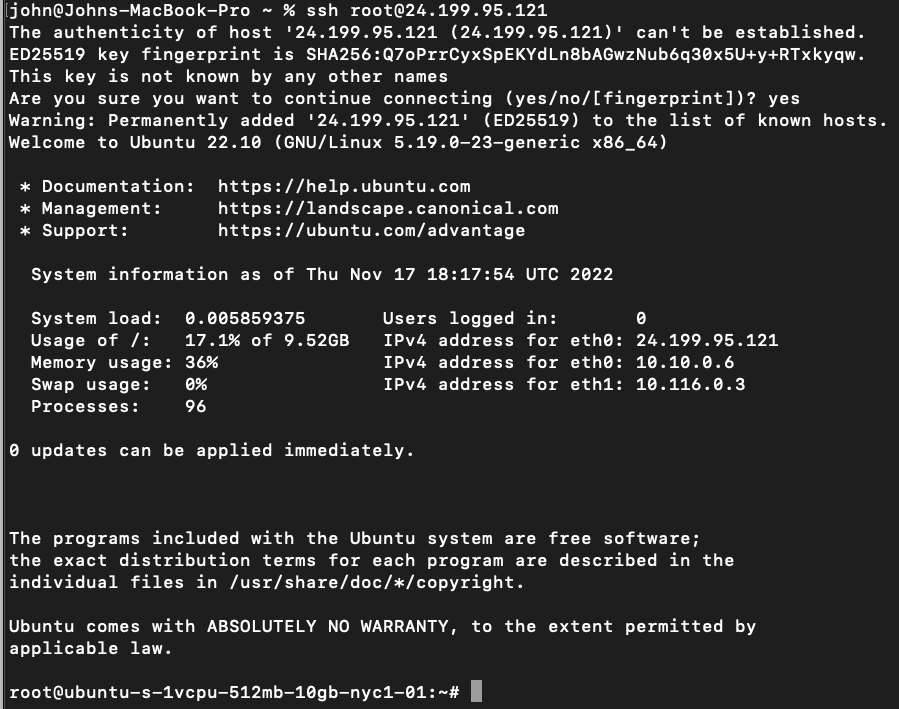 john@Johns-MacBook-Pro ~ % ssh root@24.199.95.121
The authenticity of host '24.199.95.121 (24.199.95.121)' can't be established.
ED25519 key fingerprint is SHA256:Q7oPrrCyxSpEKYdLn8bAGwzNub6q30x5U+y+RTxkyqw.
This key is not known by any other names
Are you sure you want to continue connecting (yes/no/[fingerprint])? yes
Warning: Permanently added '24.199.95.121' (ED25519) to the list of known hosts.
Welcome to Ubuntu 22.10 (GNU/Linux 5.19.0-23-generic x86_64)

 * Documentation:  https://help.ubuntu.com
 * Management:     https://landscape.canonical.com
 * Support:        https://ubuntu.com/advantage

  System information as of Thu Nov 17 18:17:54 UTC 2022

  System load:  0.005859375       Users logged in:       0
  Usage of /:   17.1% of 9.52GB   IPv4 address for eth0: 24.199.95.121
  Memory usage: 36%               IPv4 address for eth0: 10.10.0.6
  Swap usage:   0%                IPv4 address for eth1: 10.116.0.3
  Processes:    96

0 updates can be applied immediately.

The programs included with the Ubuntu system are free software;
the exact distribution terms for each program are described in the
individual files in /usr/share/doc/*/copyright.

Ubuntu comes with ABSOLUTELY NO WARRANTY, to the extent permitted by
applicable law.

root@ubuntu-s-1vcpu-512mb-10gb-nyc1-01:~#